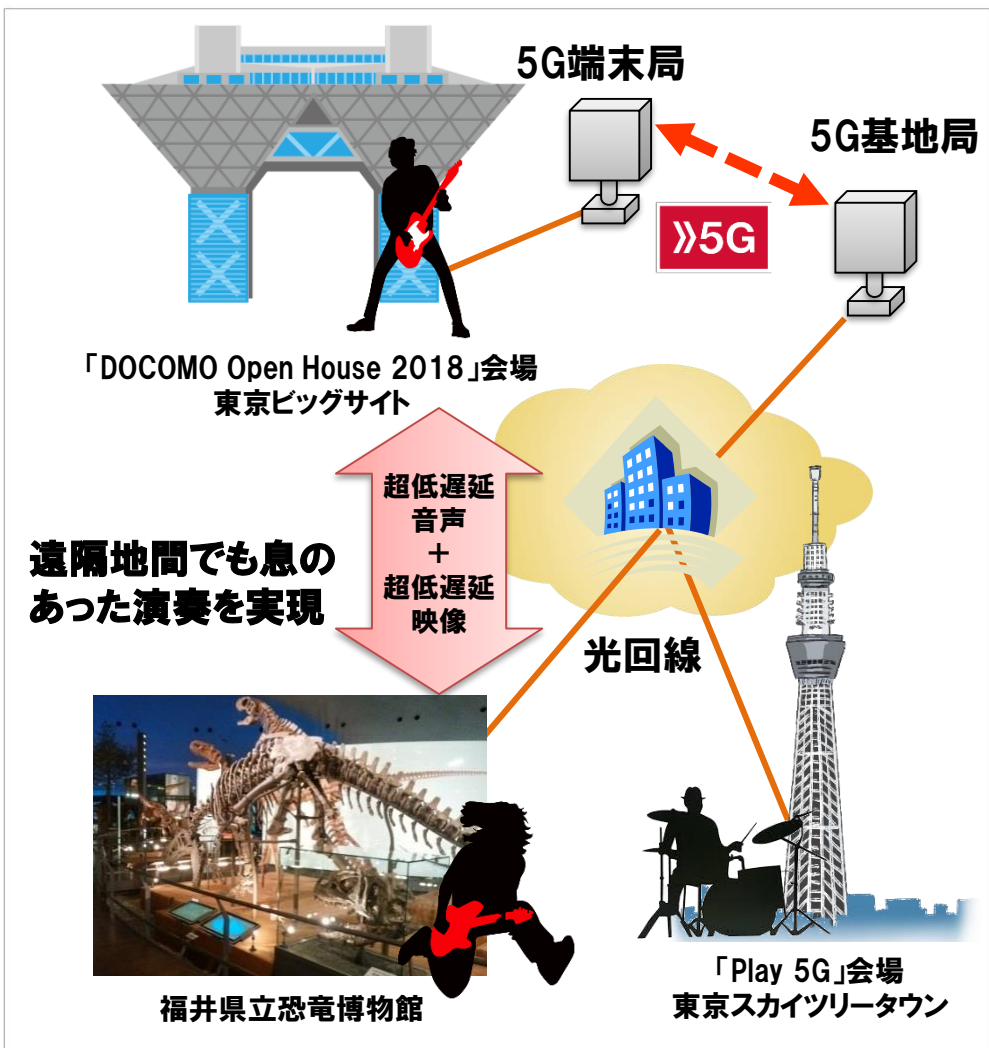 5G端末局
5G基地局
》5G
「DOCOMO Open House 2018」会場
東京ビッグサイト
超低遅延
音声
+
超低遅延
映像
遠隔地間でも息の
あった演奏を実現
光回線
福井県立恐竜博物館
「Play 5G」会場
東京スカイツリータウン